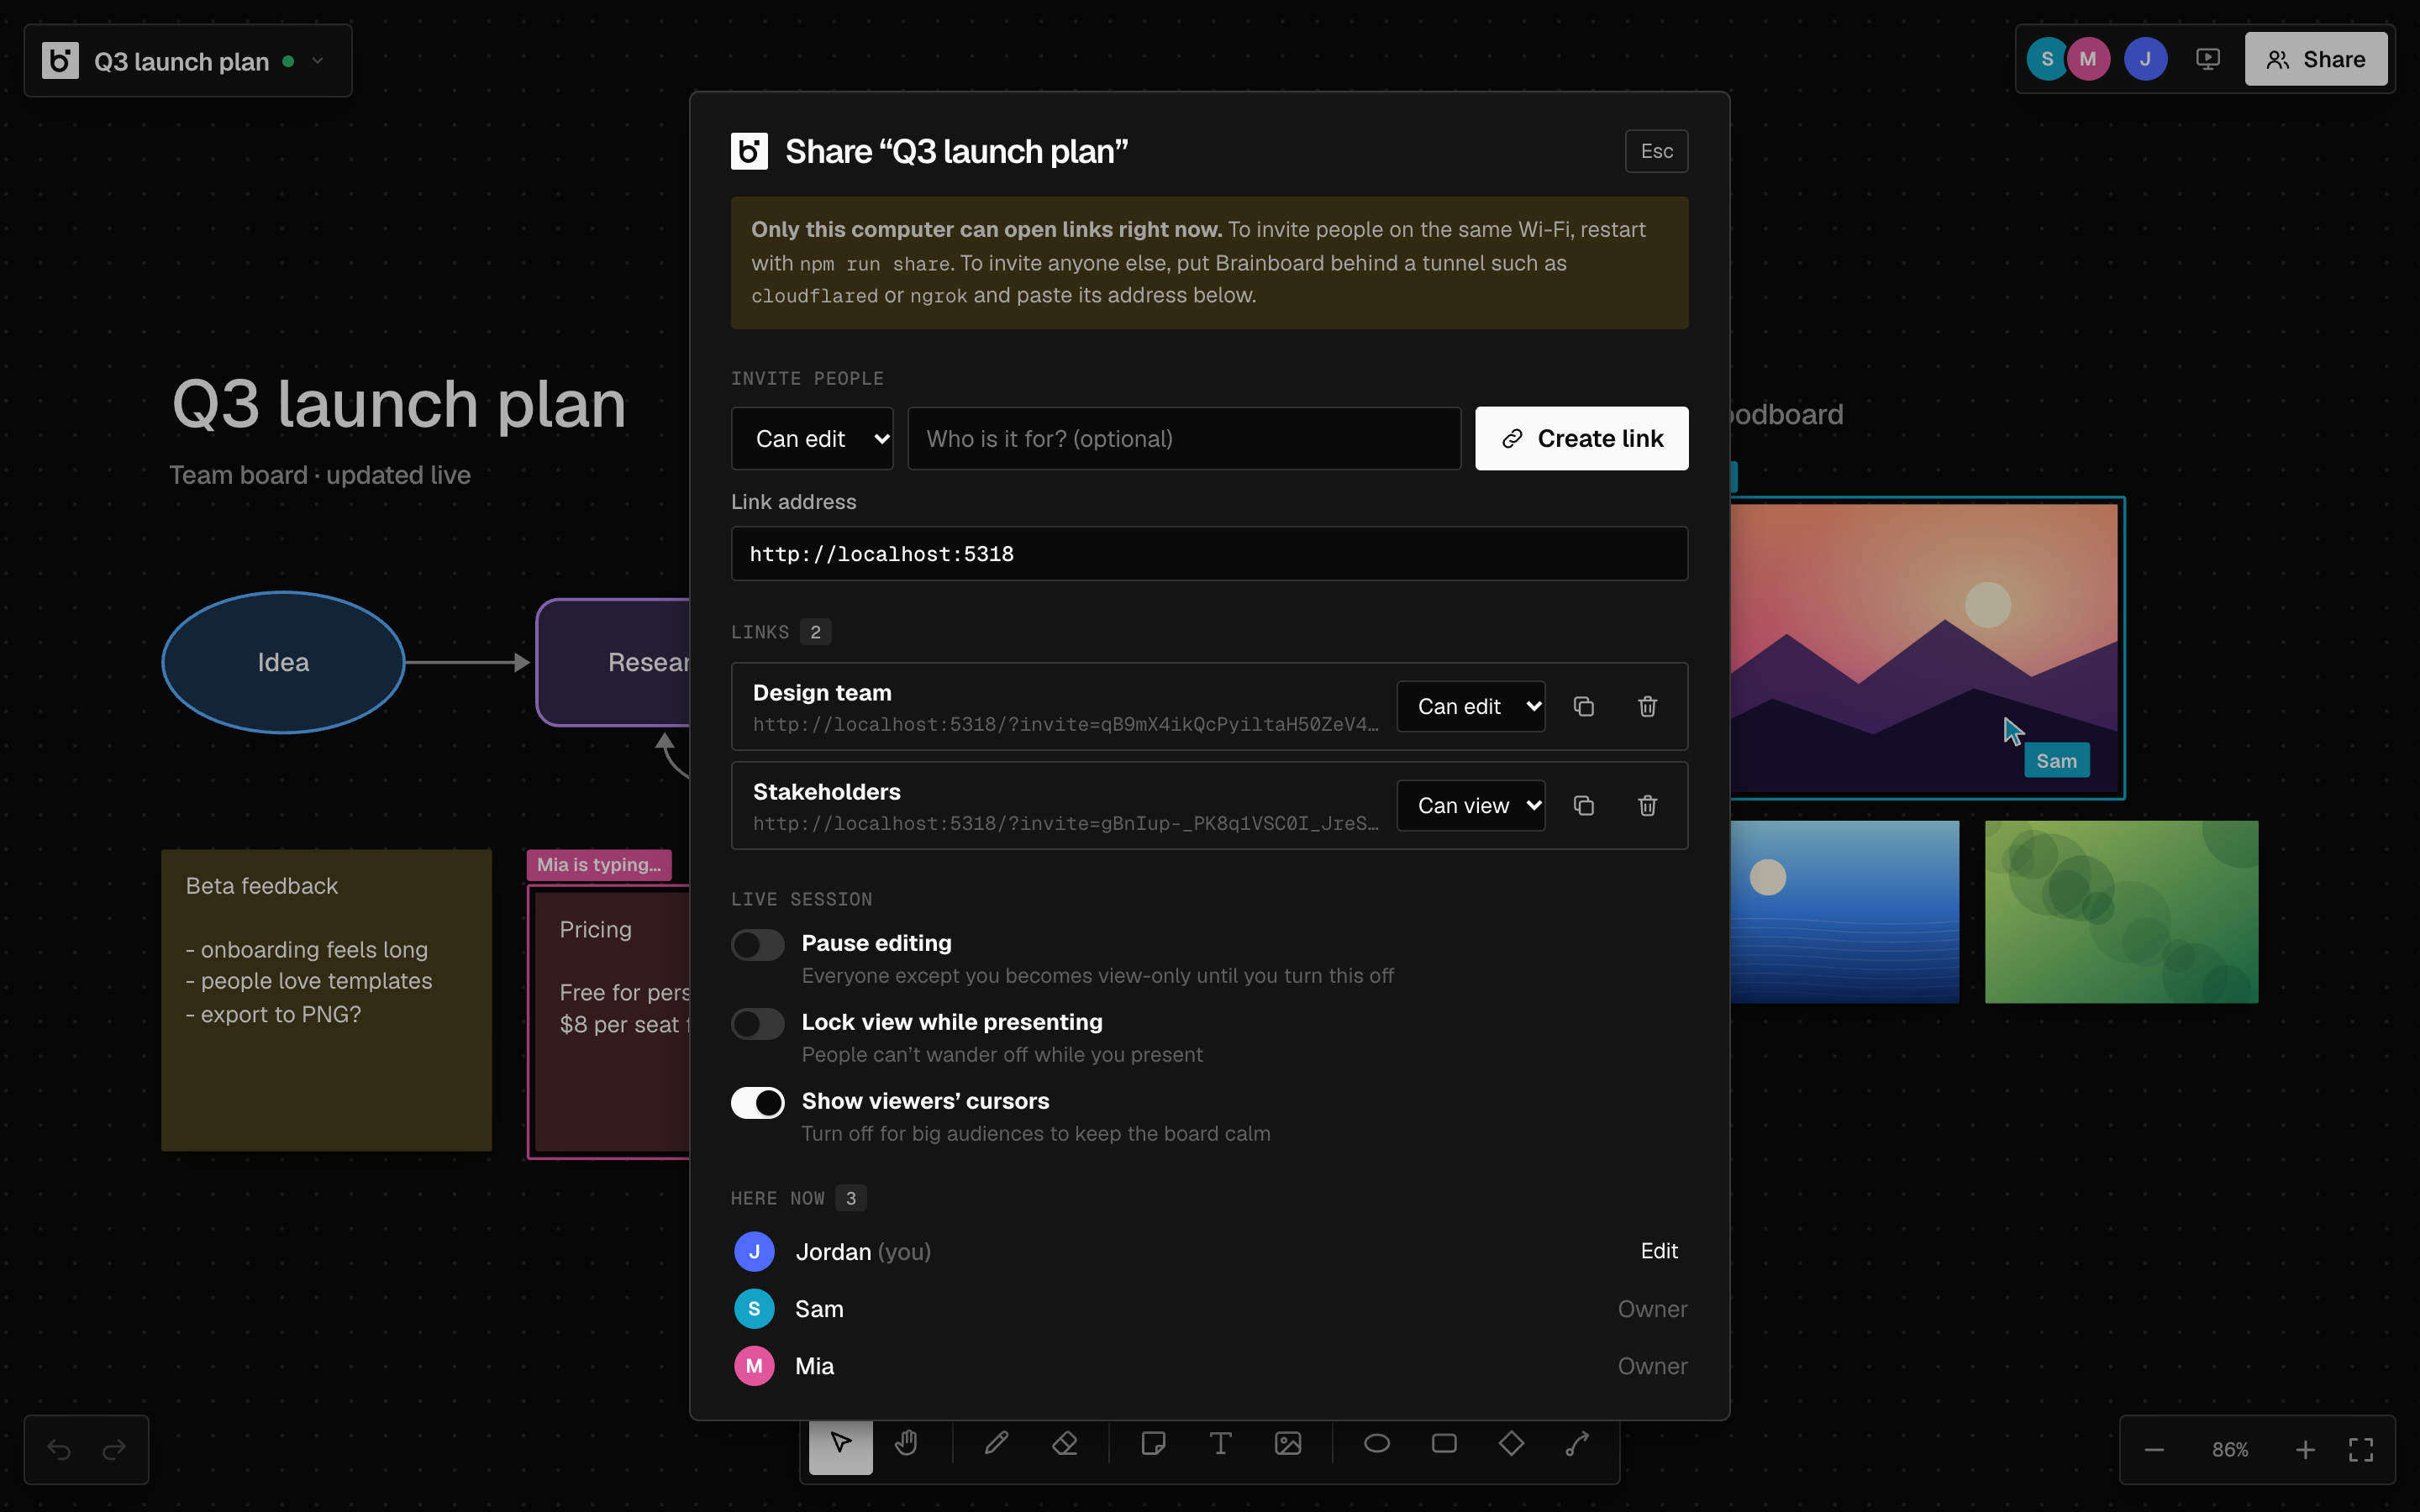 Q3 launch plan
S
M
J
Share
Share “Q3 launch plan”
Esc
Only this computer can open links right now. To invite people on the same Wi-Fi, restart
with npm run share. To invite anyone else, put Brainboard behind a tunnel such as
cloudflared or ngrok and paste its address below.
INVITE PEOPLE
Can edit
Who is it for? (optional)
Create link
Link address
http://localhost:5318
LINKS 2
Design team
http://localhost:5318/?invite=qB9mX4ikQcPyiltaH50ZeV4…
Can edit
Stakeholders
http://localhost:5318/?invite=gBnIup-_PK8q1VSC0I_JreS…
Can view
LIVE SESSION
Pause editing
Everyone except you becomes view-only until you turn this off
Lock view while presenting
People can’t wander off while you present
Show viewers’ cursors
Turn off for big audiences to keep the board calm
HERE NOW 3
J
Jordan (you)
Edit
S
Sam
Owner
M
Mia
Owner
Q3 launch plan
Team board · updated live
Idea
Beta feedback
- onboarding feels long
- people love templates
- export to PNG?
Mia is typing…
Pricing
Free for
$8 per seat
Sam
86%